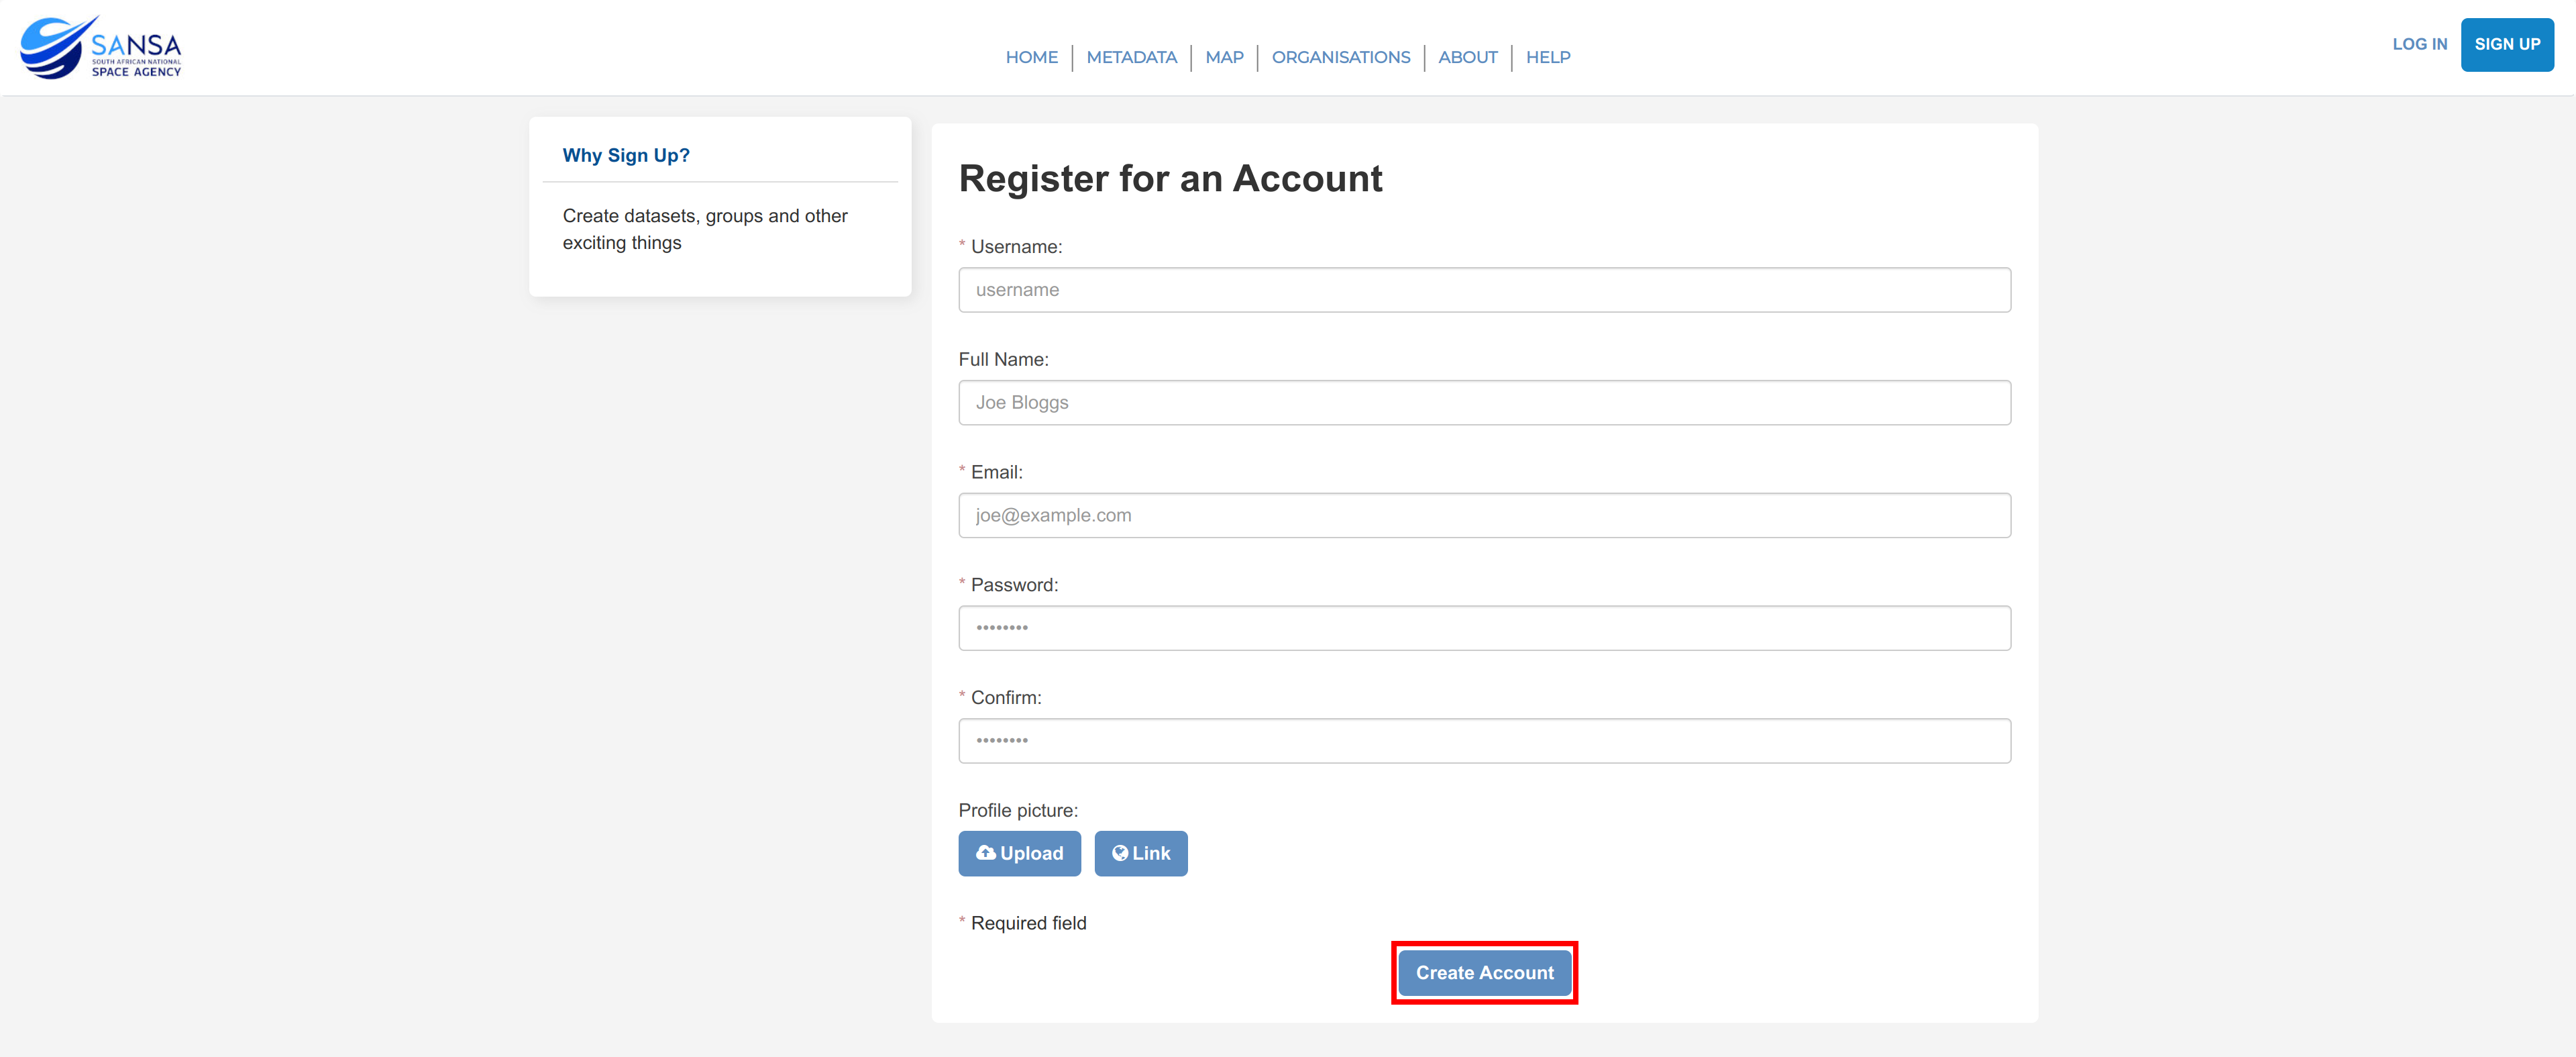 SANSA
SOUTH AFRICAN NATIONAL
SPACE AGENCY
HOME
METADATA
MAP
ORGANISATIONS
ABOUT
HELP
LOG IN
SIGN UP
Why Sign Up?
Create datasets, groups and other
exciting things
Register for an Account
* Username:
username
Full Name:
Joe Bloggs
* Email:
joe@example.com
* Password:
••••••••
* Confirm:
••••••••
Profile picture:
Upload
Link
* Required field
Create Account